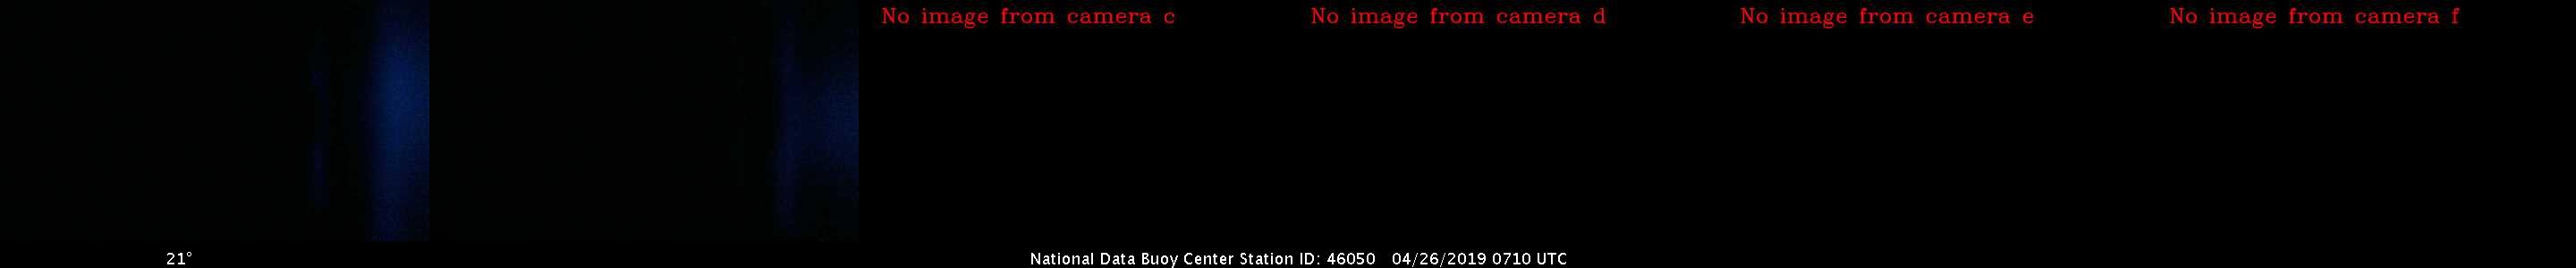 No image from camera c
No image from camera d
No image from camera e
No image from camera f
21°
National Data Buoy Center Station ID: 46050 04/26/2019 0710 UTC